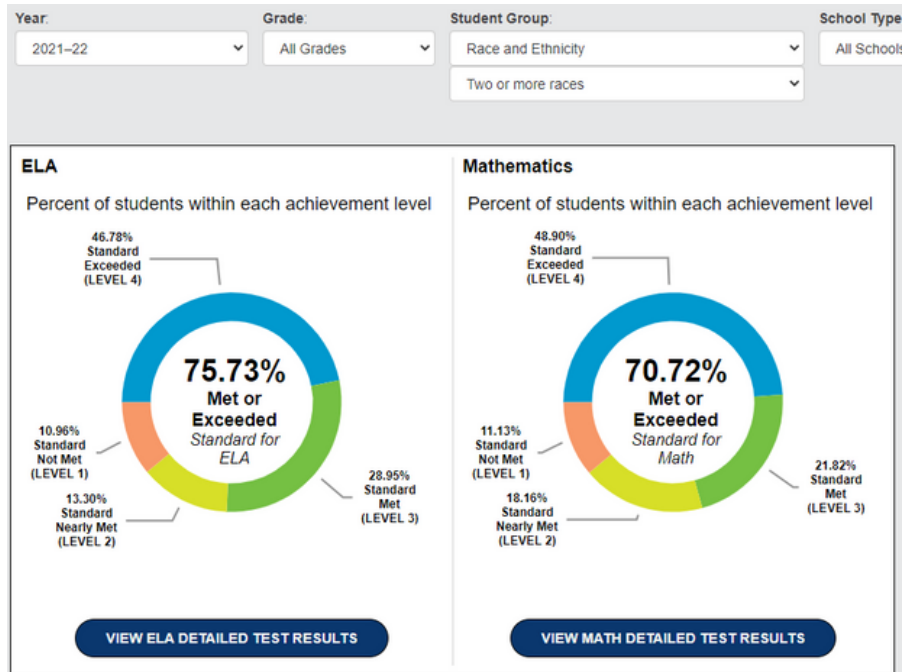 Year: Grade: Student Group: School Type
2021–22 All Grades Race and Ethnicity All Schools
Two or more races
ELA
Percent of students within each achievement level
46.78%
Standard
Exceeded
(LEVEL 4)
75.73%
Met or
Exceeded
Standard for
ELA
10.96%
Standard
Not Met
(LEVEL 1)
13.30%
Standard
Nearly Met
(LEVEL 2)
28.95%
Standard
Met
(LEVEL 3)
VIEW ELA DETAILED TEST RESULTS
Mathematics
Percent of students within each achievement level
48.90%
Standard
Exceeded
(LEVEL 4)
70.72%
Met or
Exceeded
Standard for
Math
11.13%
Standard
Not Met
(LEVEL 1)
18.16%
Standard
Nearly Met
(LEVEL 2)
21.82%
Standard
Met
(LEVEL 3)
VIEW MATH DETAILED TEST RESULTS